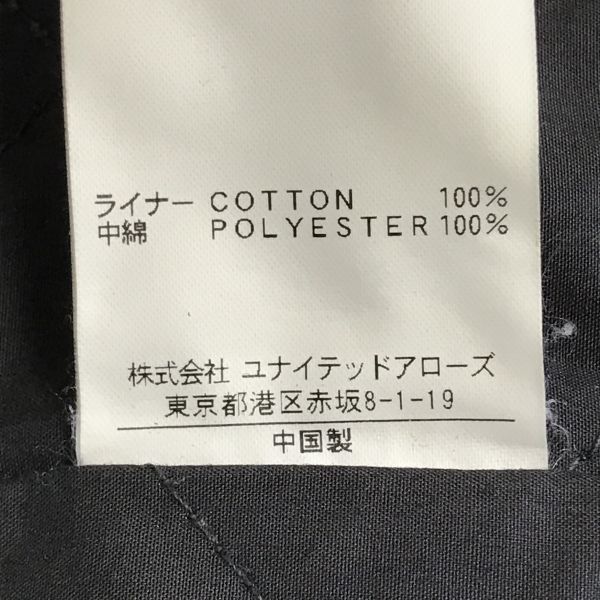 ライナー COTTON 100%
中綿 POLYESTER 100%
株式会社 ユナイテッドアローズ
東京都港区赤坂8-1-19
中国製